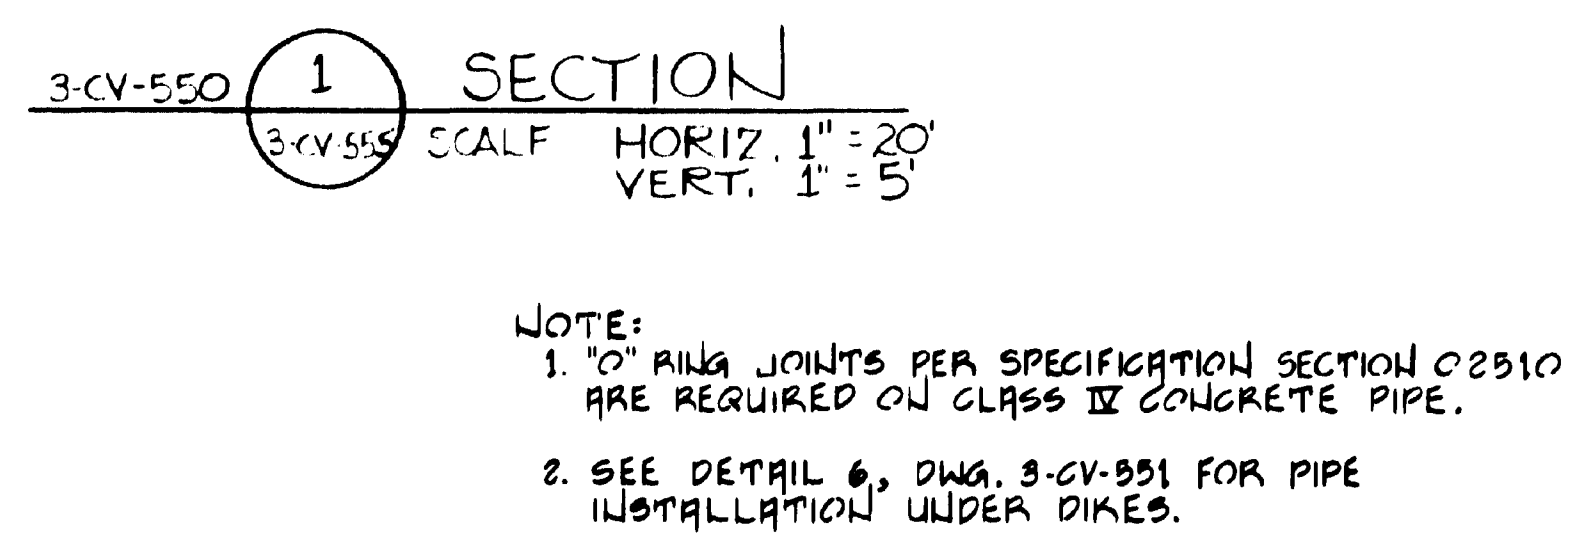 3-CV-550 1 SECTION
3-CV-555 SCALE HORIZ. 1" = 20'
VERT. 1" = 5'
NOTE:
1. "O" RING JOINTS PER SPECIFICATION SECTION 02510
ARE REQUIRED ON CLASS IV CONCRETE PIPE.
2. SEE DETAIL 6, DWG. 3-CV-551 FOR PIPE
INSTALLATION UNDER DIKES.